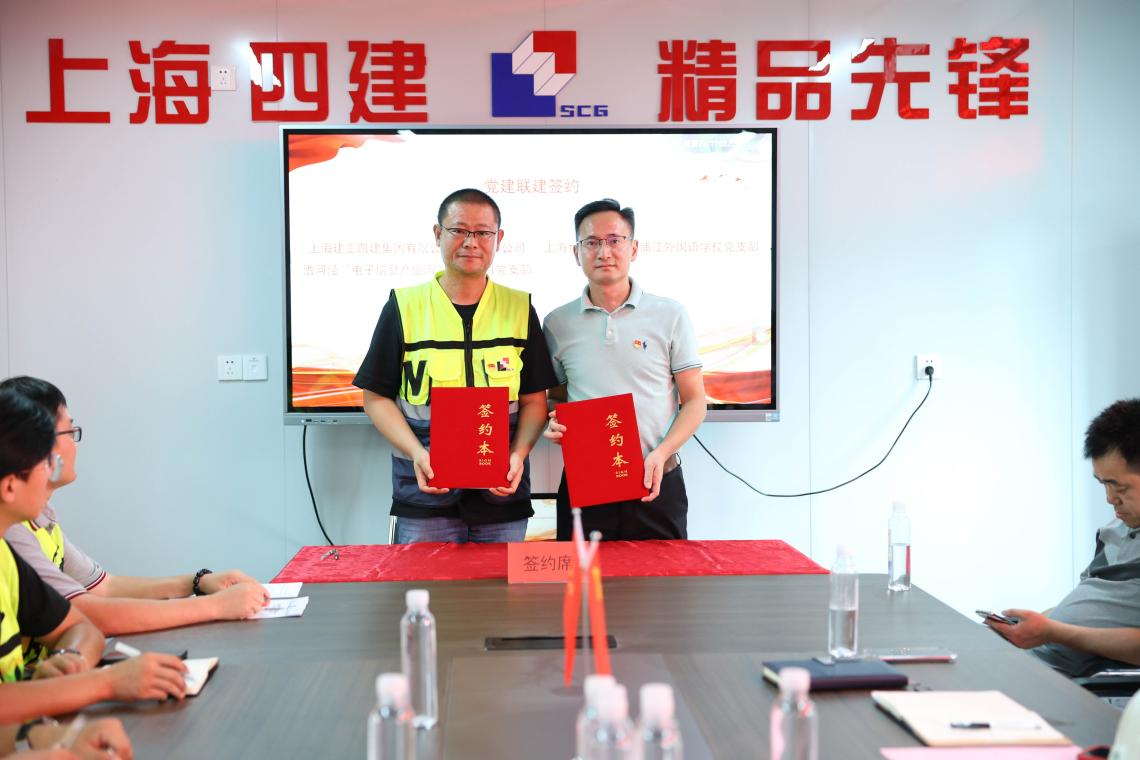 上海四建 SCG 精品先锋
党建联建签约
上海建工四建集团有限公 公司 上海 浦江外国语学校党支部
漕河泾“电子信息产业园 目党支部
签约本
SIGN
BOOK
签约本
SIGN
BOOK
签约席